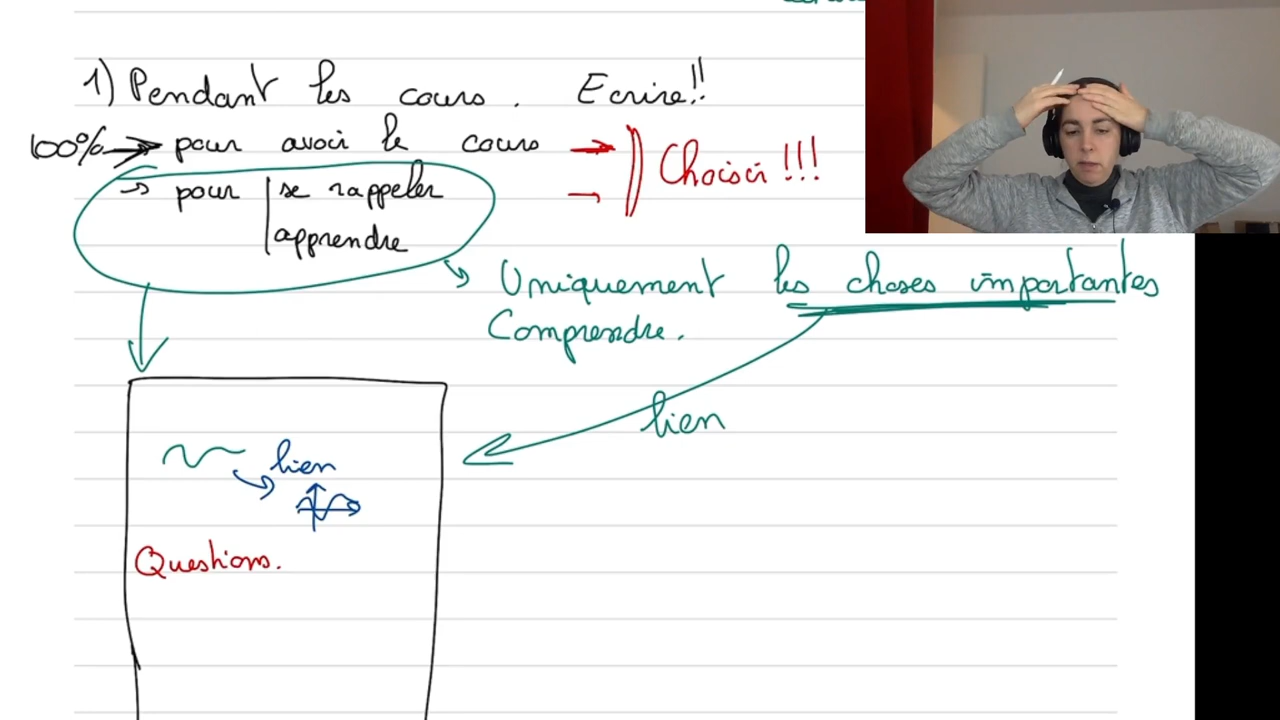 1) Pendant les cours. Ecrire!!
100% → pour avoir le cours → Choisir !!!
→ pour | se rappeler →
apprendre
↳ Uniquement les choses importantes
Comprendre.
lien
lien
Questions.